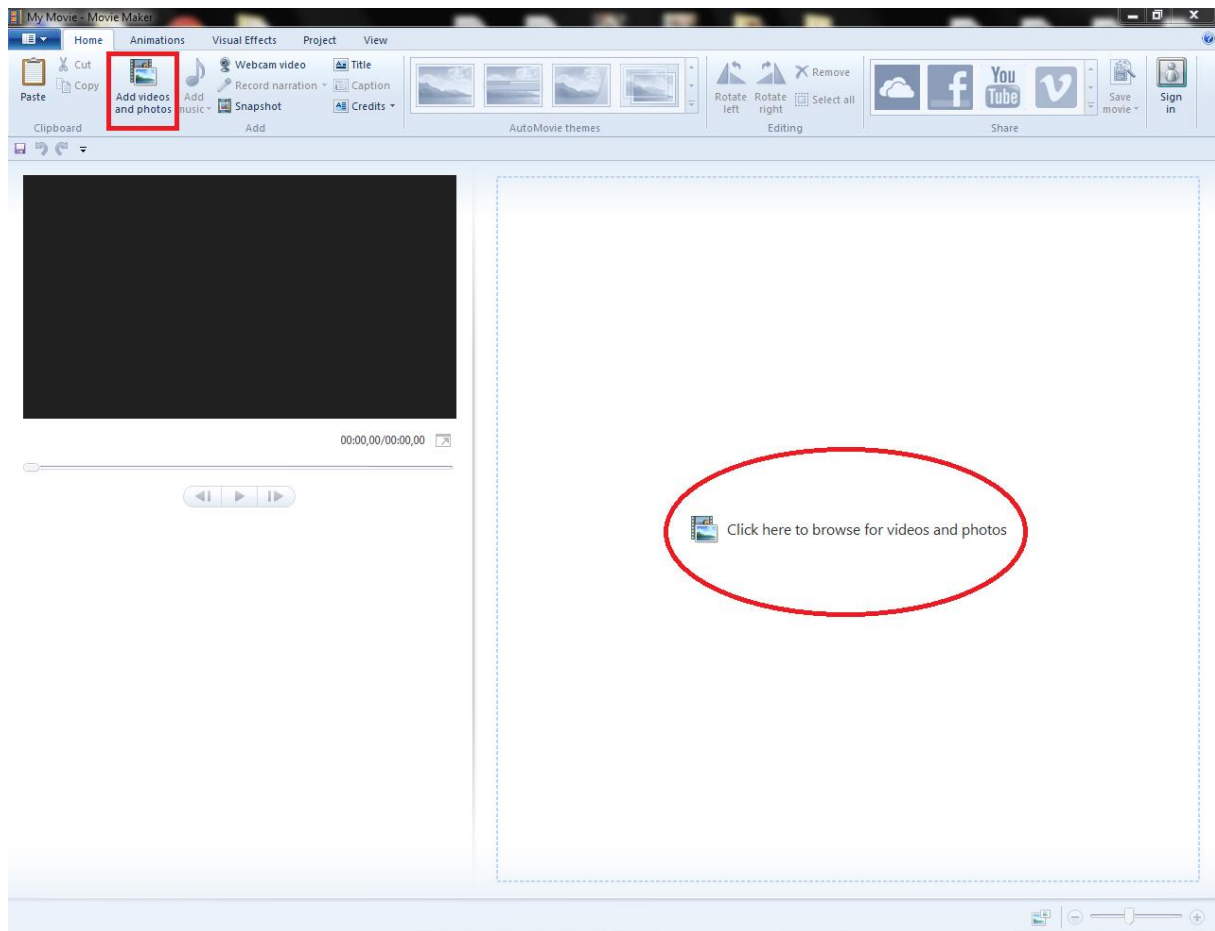 My Movie - Movie Maker
Home Animations Visual Effects Project View
Paste
Cut
Copy
Clipboard
Add videos
and photos
Add
music
Webcam video
Record narration
Snapshot
Title
Caption
Credits
Add
AutoMovie themes
Rotate
left
Rotate
right
Remove
Select all
Editing
f
You
Tube
v
Share
Save
movie
Sign
in
00:00,00/00:00,00
Click here to browse for videos and photos